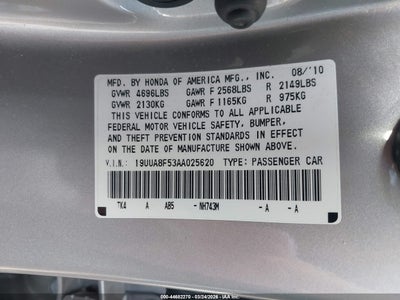 MFD. BY HONDA OF AMERICA MFG., INC. 08/'10
GVWR 4696LBS GAWR F 2568LBS R 2149LBS
GVWR 2130KG GAWR F 1165KG R 975KG
THIS VEHICLE CONFORMS TO ALL APPLICABLE
FEDERAL MOTOR VEHICLE SAFETY, BUMPER,
AND THEFT PREVENTION STANDARDS IN EFFECT
ON THE DATE OF MANUFACTURE SHOWN ABOVE.
V.I.N.: 19UUA8F53AA025620 TYPE: PASSENGER CAR
TK4 A AB5 - NH743M - A - A
000-44682270 | 03/24/2026 - IAA Inc.